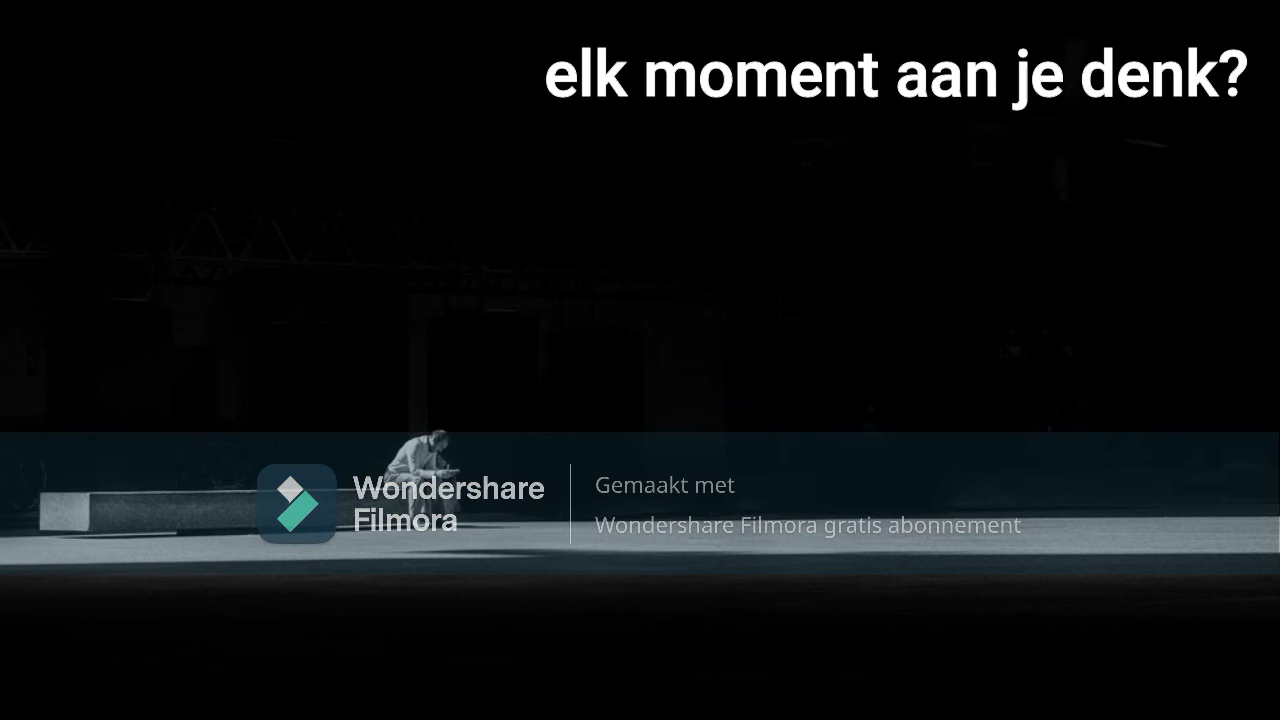 elk moment aan je denk?
Wondershare
Filmora
Gemaakt met
Wondershare Filmora gratis abonnement